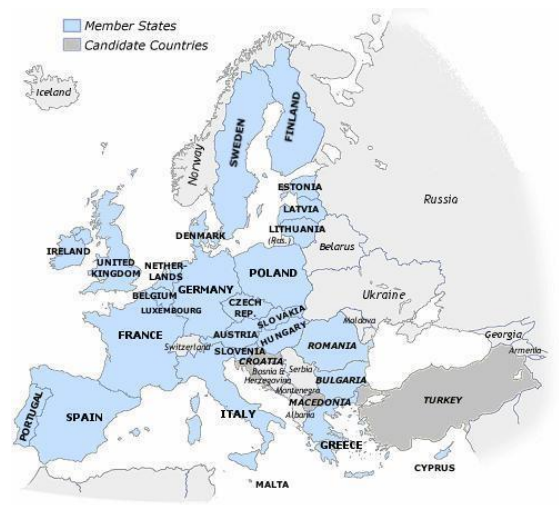 Member States
Candidate Countries
Iceland
FINLAND
SWEDEN
Norway
Russia
ESTONIA
LATVIA
LITHUANIA
(Rus.)
DENMARK
Belarus
IRELAND
UNITED
KINGDOM
NETHER-
LANDS
POLAND
GERMANY
BELGIUM
Ukraine
LUXEMBOURG
CZECH
REP.
SLOVAKIA
Moldava
FRANCE
AUSTRIA
HUNGARY
Switzerland
SLOVENIA
ROMANIA
Georgia
CROATIA
Armenia
Bosnia &
Herzegovina
Serbia
BULGARIA
Montenegro
PORTUGAL
SPAIN
ITALY
MACEDONIA
Albania
TURKEY
GREECE
CYPRUS
MALTA